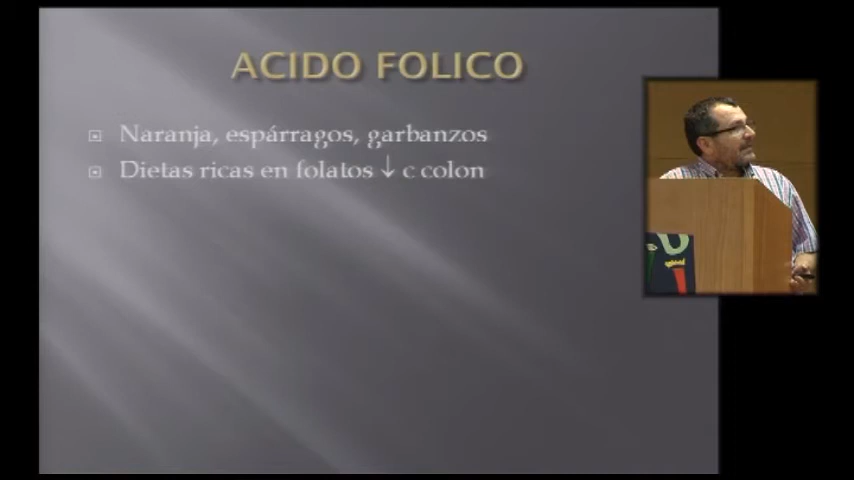 ACIDO FOLICO
Naranja, espárragos, garbanzos
Dietas ricas en folatos ↓ c colon